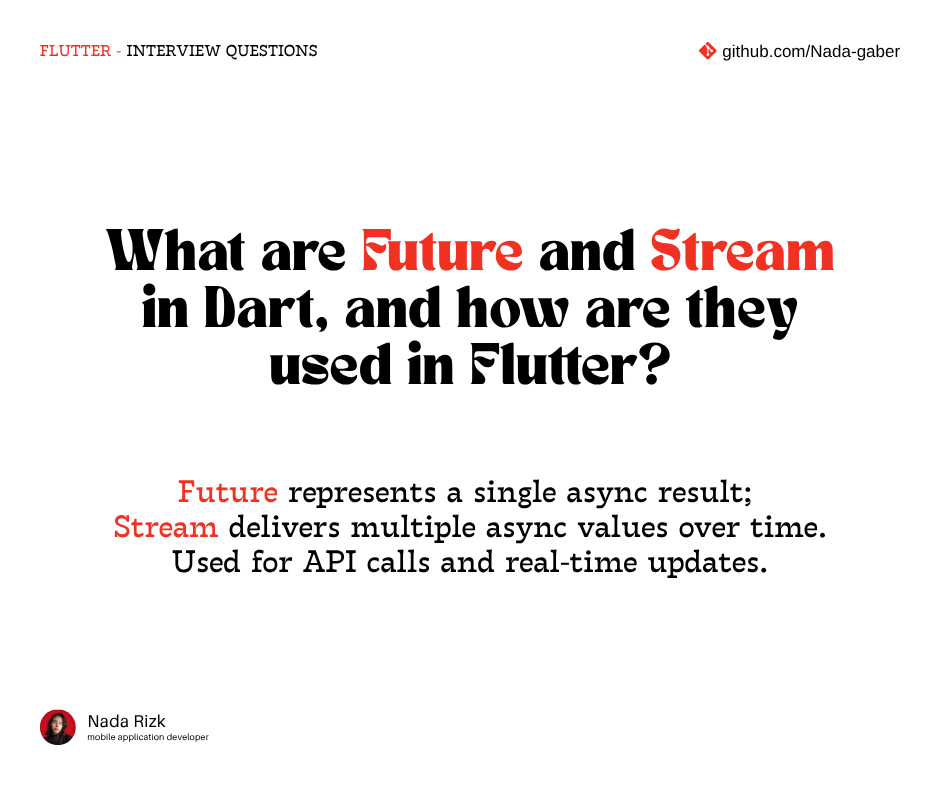 FLUTTER - INTERVIEW QUESTIONS
github.com/Nada-gaber
What are Future and Stream
in Dart, and how are they
used in Flutter?
Future represents a single async result;
Stream delivers multiple async values over time.
Used for API calls and real-time updates.
Nada Rizk
mobile application developer